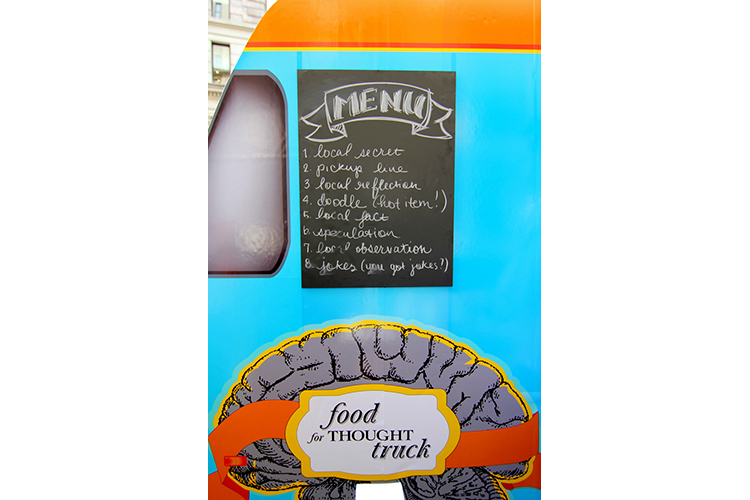 MENU
1. local secret
2. pickup line
3 local reflection
4. doodle (hot item!)
5. local fact
6. speculation
7. local observation
8. jokes (you got jokes?)
food
for THOUGHT
truck